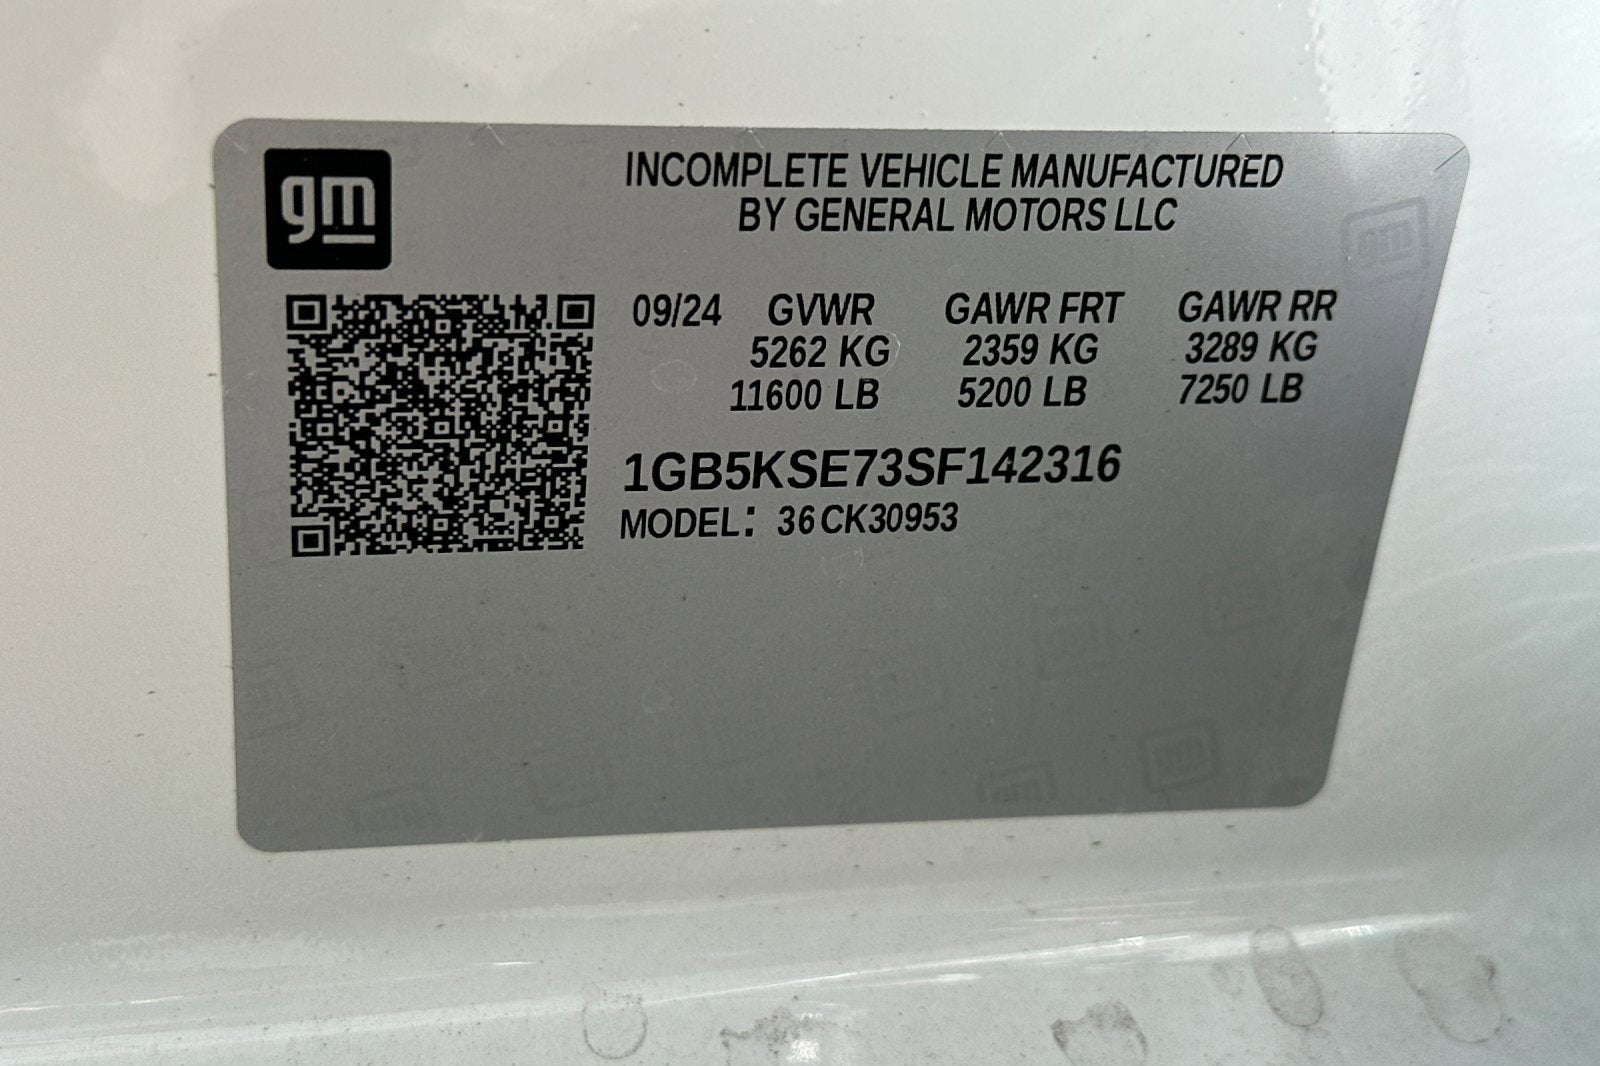 gm
INCOMPLETE VEHICLE MANUFACTURED
BY GENERAL MOTORS LLC
09/24 GVWR GAWR FRT GAWR RR
5262 KG 2359 KG 3289 KG
11600 LB 5200 LB 7250 LB
1GB5KSE73SF142316
MODEL: 36CK30953